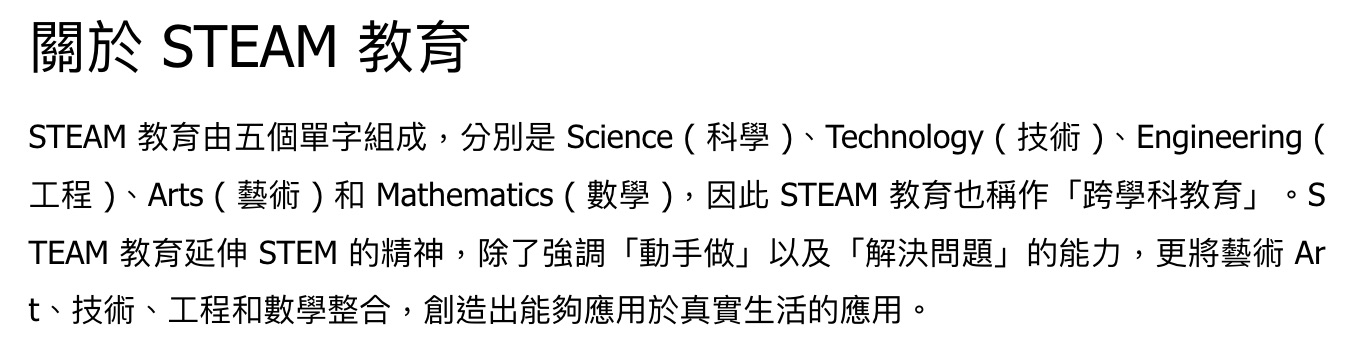 關於 STEAM 教育
STEAM 教育由五個單字組成，分別是 Science ( 科學 )、Technology ( 技術 )、Engineering (
工程 )、Arts ( 藝術 ) 和 Mathematics ( 數學 )，因此 STEAM 教育也稱作「跨學科教育」。S
TEAM 教育延伸 STEM 的精神，除了強調「動手做」以及「解決問題」的能力，更將藝術 Ar
t、技術、工程和數學整合，創造出能夠應用於真實生活的應用。